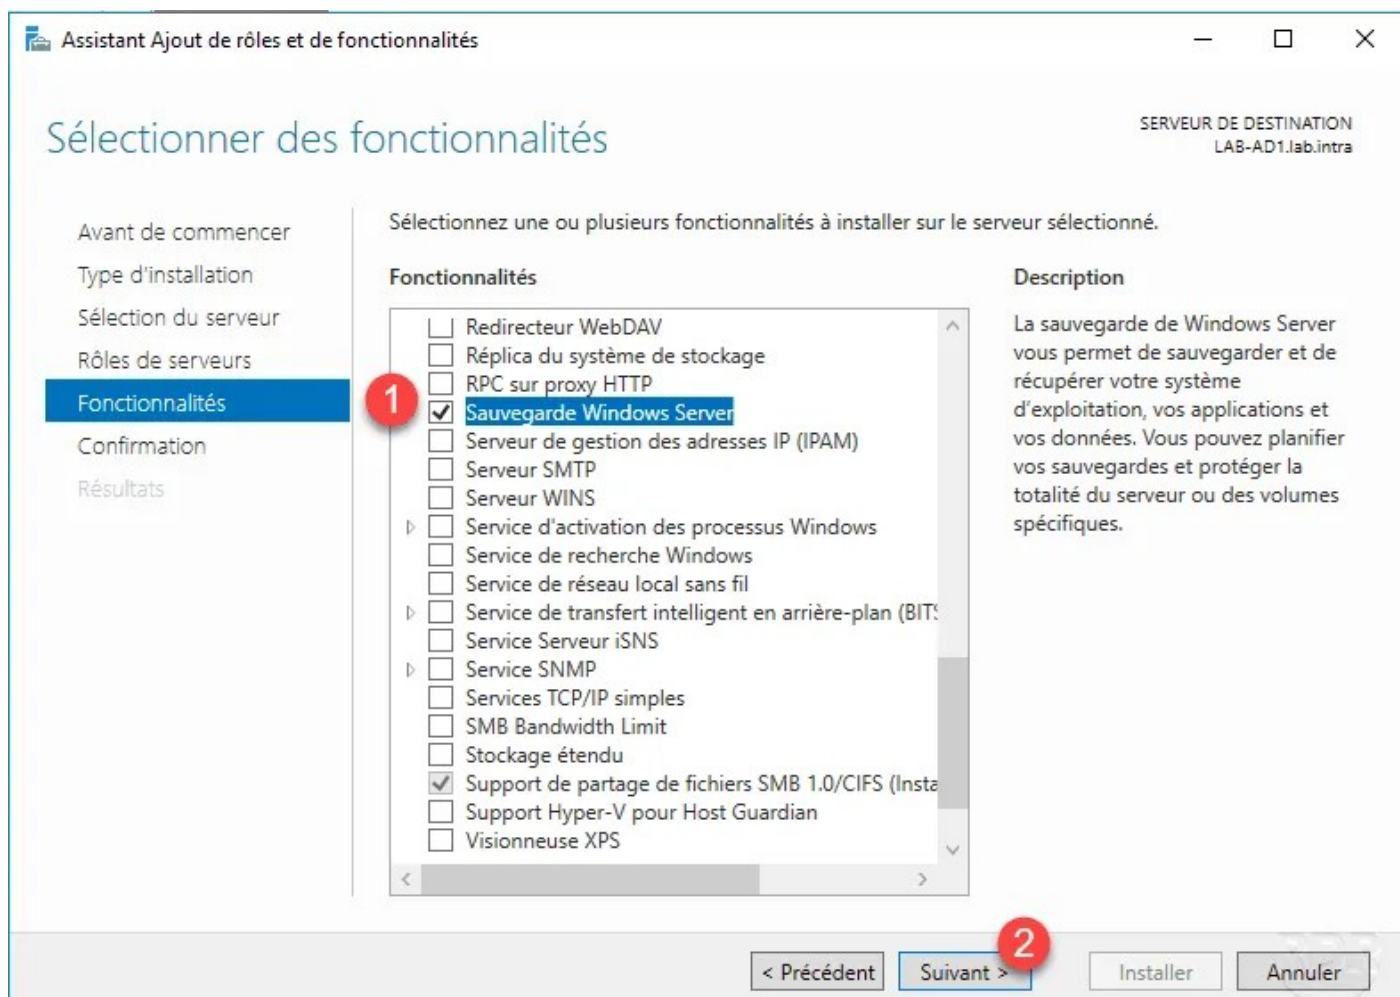 Assistant Ajout de rôles et de fonctionnalités
Sélectionner des fonctionnalités
SERVEUR DE DESTINATION
LAB-AD1.lab.intra
Avant de commencer
Type d'installation
Sélection du serveur
Rôles de serveurs
Fonctionnalités
Confirmation
Résultats
Sélectionnez une ou plusieurs fonctionnalités à installer sur le serveur sélectionné.
Fonctionnalités
Redirecteur WebDAV
Réplica du système de stockage
RPC sur proxy HTTP
1
Sauvegarde Windows Server
Serveur de gestion des adresses IP (IPAM)
Serveur SMTP
Serveur WINS
Service d'activation des processus Windows
Service de recherche Windows
Service de réseau local sans fil
Service de transfert intelligent en arrière-plan (BITS
Service Serveur iSNS
Service SNMP
Services TCP/IP simples
SMB Bandwidth Limit
Stockage étendu
Support de partage de fichiers SMB 1.0/CIFS (Insta
Support Hyper-V pour Host Guardian
Visionneuse XPS
Description
La sauvegarde de Windows Server
vous permet de sauvegarder et de
récupérer votre système
d'exploitation, vos applications et
vos données. Vous pouvez planifier
vos sauvegardes et protéger la
totalité du serveur ou des volumes
spécifiques.
2
< Précédent
Suivant >
Installer
Annuler